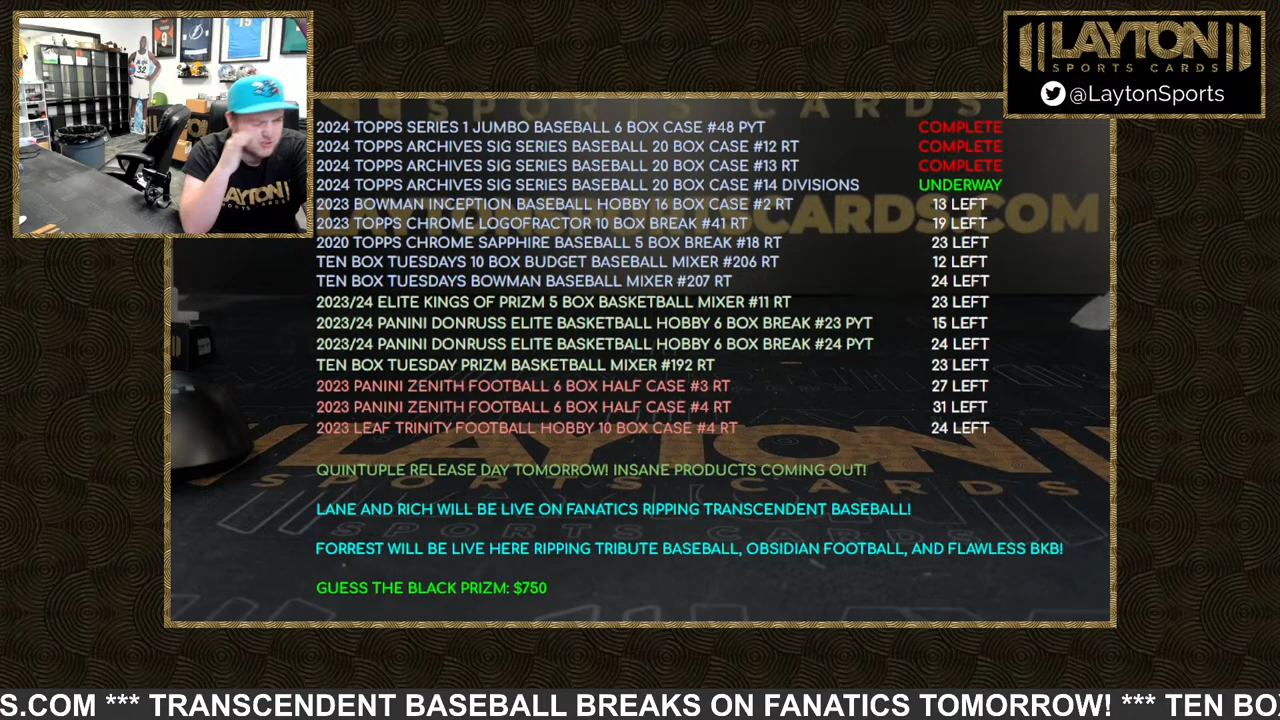 LAYTON
SPORTS CARDS
@LaytonSports
2024 TOPPS SERIES 1 JUMBO BASEBALL 6 BOX CASE #48 PYT COMPLETE
2024 TOPPS ARCHIVES SIG SERIES BASEBALL 20 BOX CASE #12 RT COMPLETE
2024 TOPPS ARCHIVES SIG SERIES BASEBALL 20 BOX CASE #13 RT COMPLETE
2024 TOPPS ARCHIVES SIG SERIES BASEBALL 20 BOX CASE #14 DIVISIONS UNDERWAY
2023 BOWMAN INCEPTION BASEBALL HOBBY 16 BOX CASE #2 RT 13 LEFT
2023 TOPPS CHROME LOGOFRACTOR 10 BOX BREAK #41 RT 19 LEFT
2020 TOPPS CHROME SAPPHIRE BASEBALL 5 BOX BREAK #18 RT 23 LEFT
TEN BOX TUESDAYS 10 BOX BUDGET BASEBALL MIXER #206 RT 12 LEFT
TEN BOX TUESDAYS BOWMAN BASEBALL MIXER #207 RT 24 LEFT
2023/24 ELITE KINGS OF PRIZM 5 BOX BASKETBALL MIXER #11 RT 23 LEFT
2023/24 PANINI DONRUSS ELITE BASKETBALL HOBBY 6 BOX BREAK #23 PYT 15 LEFT
2023/24 PANINI DONRUSS ELITE BASKETBALL HOBBY 6 BOX BREAK #24 PYT 24 LEFT
TEN BOX TUESDAY PRIZM BASKETBALL MIXER #192 RT 23 LEFT
2023 PANINI ZENITH FOOTBALL 6 BOX HALF CASE #3 RT 27 LEFT
2023 PANINI ZENITH FOOTBALL 6 BOX HALF CASE #4 RT 31 LEFT
2023 LEAF TRINITY FOOTBALL HOBBY 10 BOX CASE #4 RT 24 LEFT
QUINTUPLE RELEASE DAY TOMORROW! INSANE PRODUCTS COMING OUT!
LANE AND RICH WILL BE LIVE ON FANATICS RIPPING TRANSCENDENT BASEBALL!
FORREST WILL BE LIVE HERE RIPPING TRIBUTE BASEBALL, OBSIDIAN FOOTBALL, AND FLAWLESS BKB!
GUESS THE BLACK PRIZM: $750
S.COM *** TRANSCENDENT BASEBALL BREAKS ON FANATICS TOMORROW! *** TEN BO